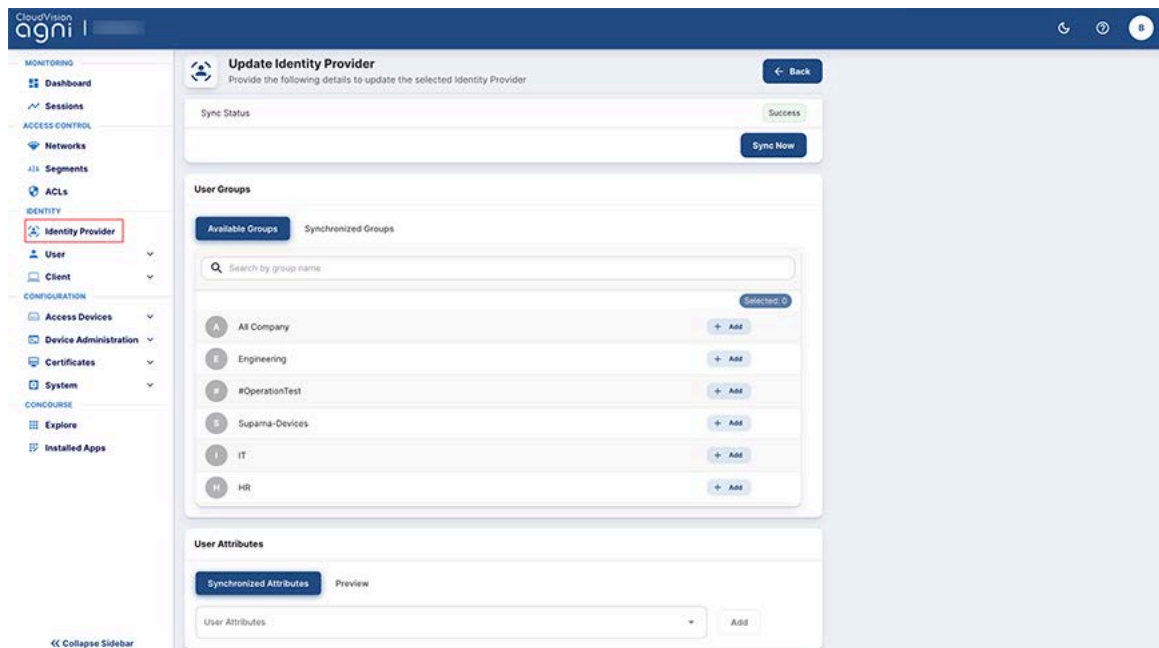 CloudVision
agni |
B
MONITORING
Dashboard
Sessions
ACCESS CONTROL
Networks
Segments
ACLs
IDENTITY
Identity Provider
User
Client
CONFIGURATION
Access Devices
Device Administration
Certificates
System
CONCOURSE
Explore
Installed Apps
Collapse Sidebar
Update Identity Provider
Provide the following details to update the selected Identity Provider
Back
Sync Status
Success
Sync Now
User Groups
Available Groups Synchronized Groups
Search by group name
Selected: 0
A All Company + Add
E Engineering + Add
# #OperationTest + Add
S Suparna-Devices + Add
I IT + Add
H HR + Add
User Attributes
Synchronized Attributes Preview
User Attributes Add